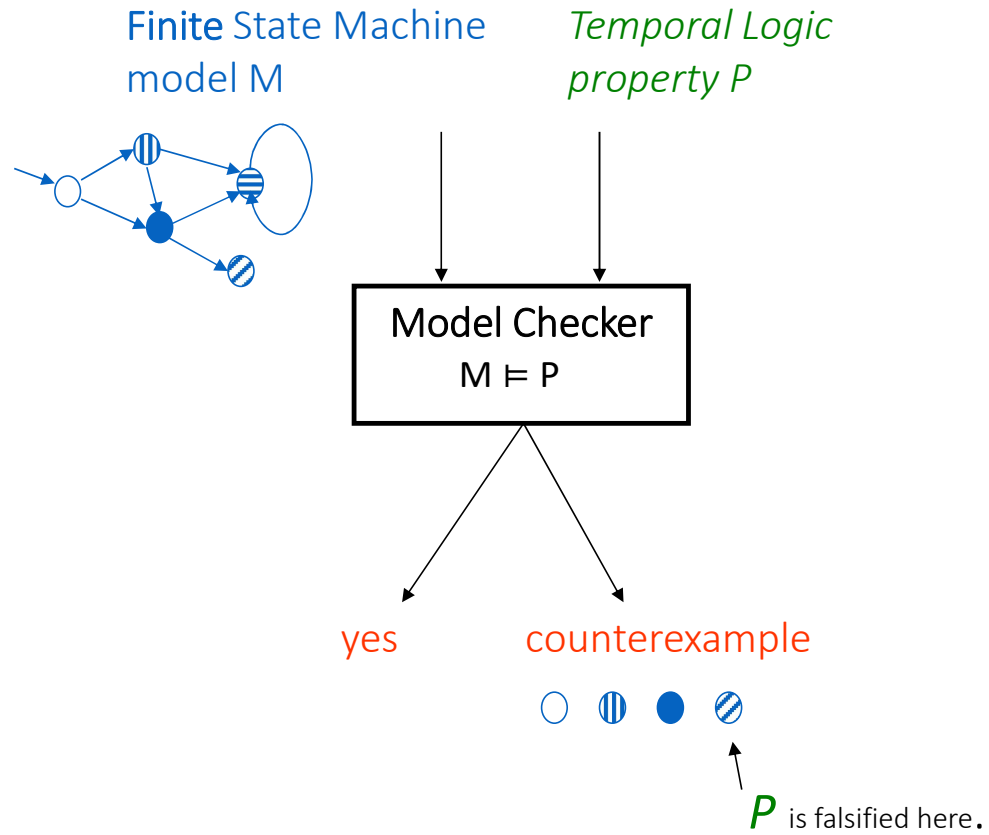 Finite State Machine
model M
Temporal Logic
property P
Model Checker
M ⊨ P
yes
counterexample
P is falsified here.